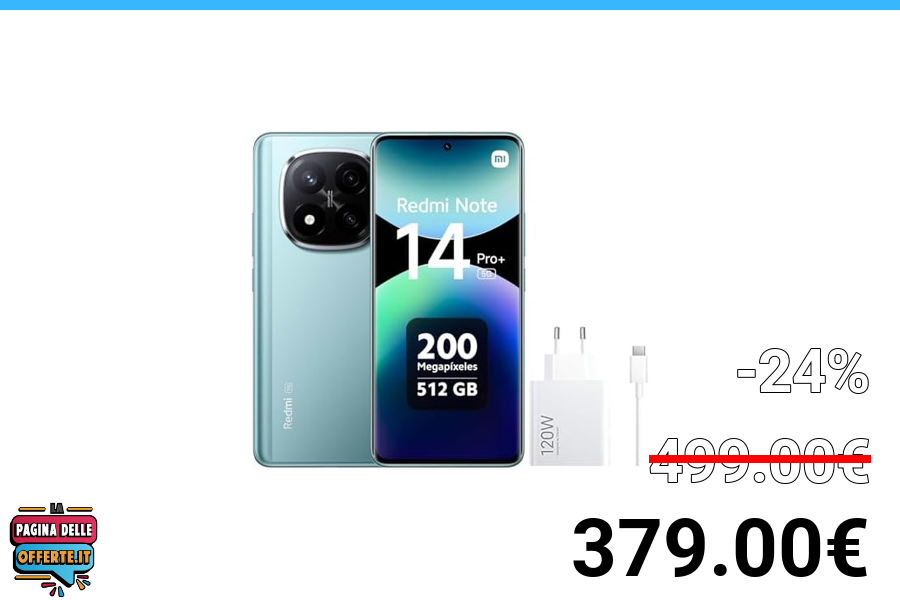 Redmi Note
14 Pro+
5G
200
Megapíxeles
512 GB
Redmi
120W
-24%
499.00€
379.00€
LA
PAGINA DELLE
OFFERTE.IT